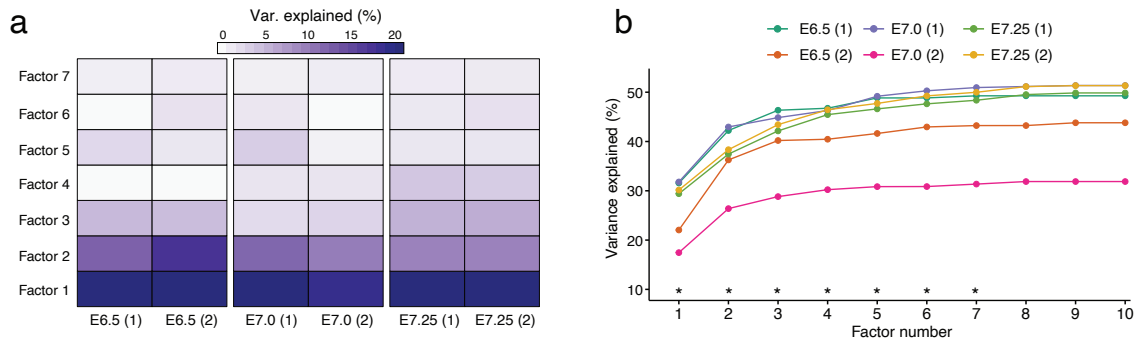 a
Var. explained (%)
0 5 10 15 20
Factor 7
Factor 6
Factor 5
Factor 4
Factor 3
Factor 2
Factor 1
E6.5 (1) E6.5 (2) E7.0 (1) E7.0 (2) E7.25 (1) E7.25 (2)
b
E6.5 (1) E7.0 (1) E7.25 (1)
E6.5 (2) E7.0 (2) E7.25 (2)
Variance explained (%)
50
40
30
20
10
* * * * * * *
1 2 3 4 5 6 7 8 9 10
Factor number